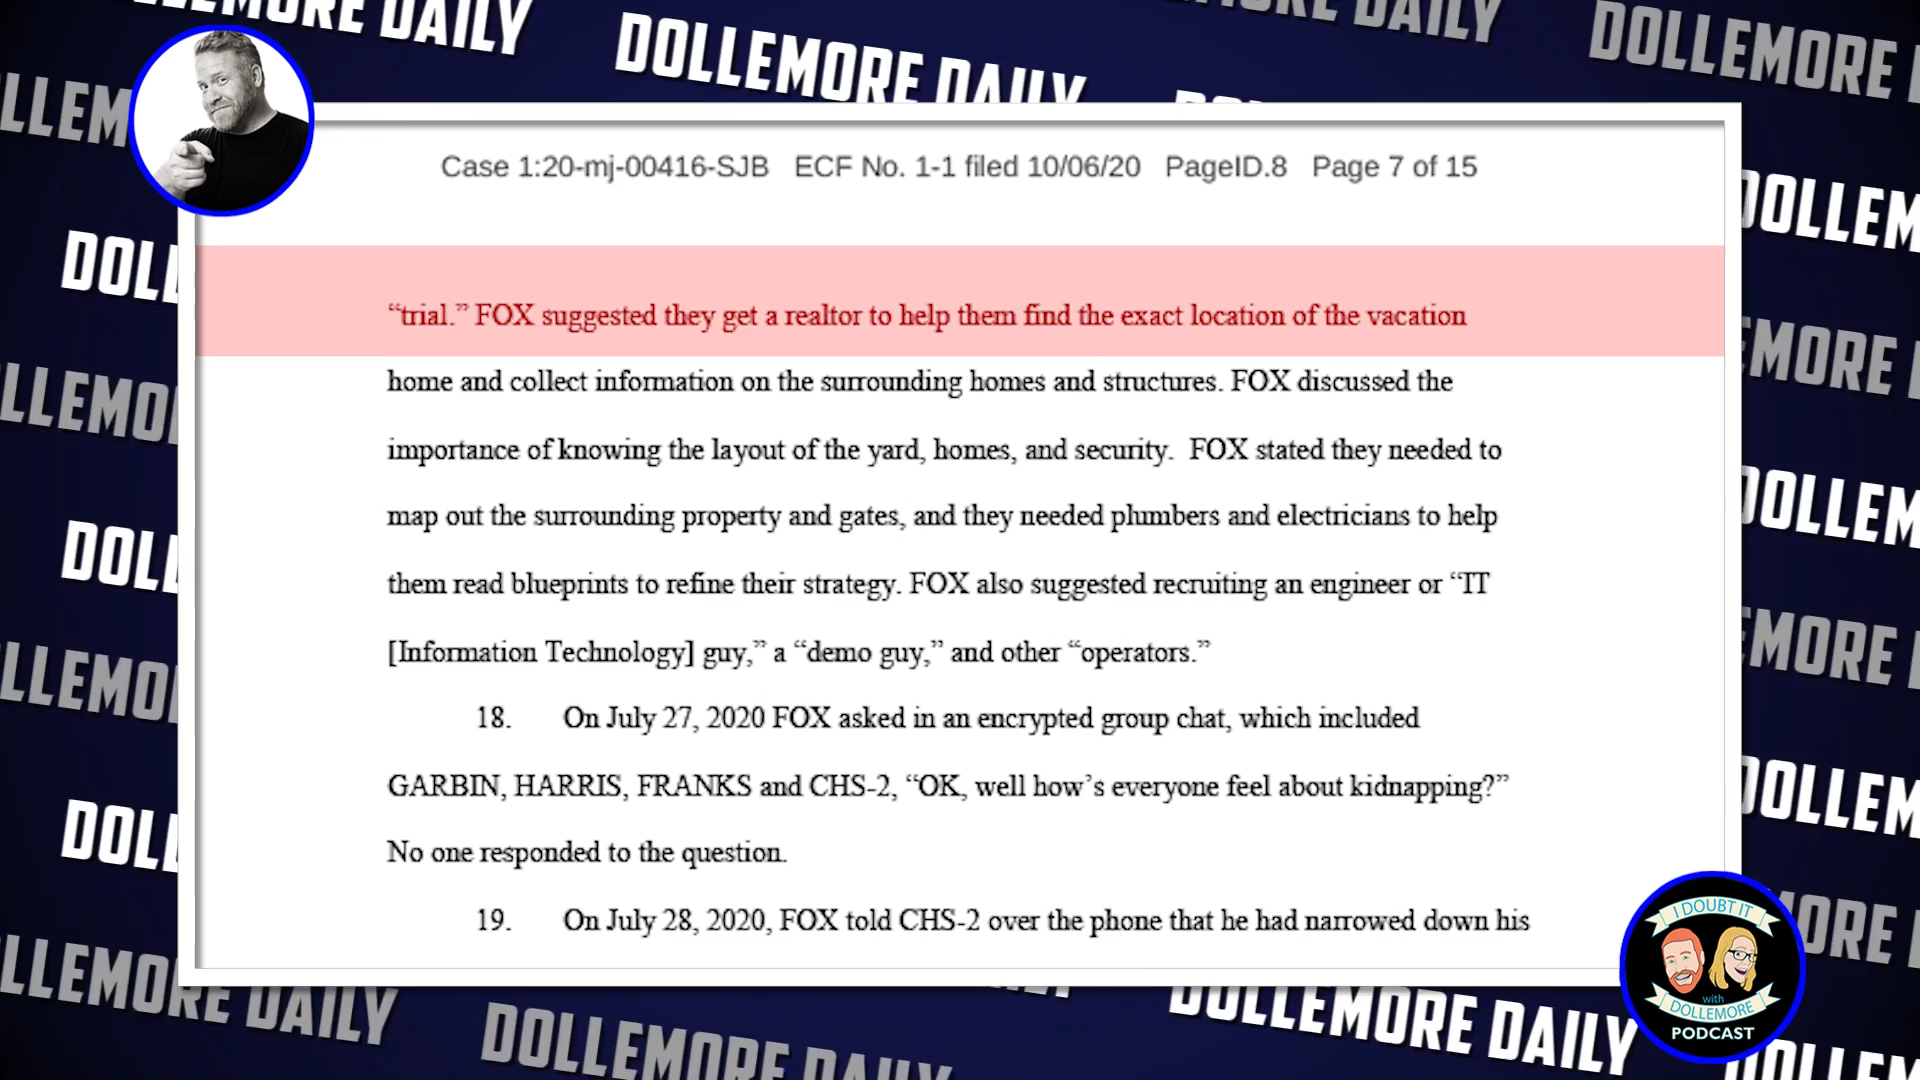 DOLLEMORE DAILY
DOLLEMORE DAILY
DOLLEMORE
Case 1:20-mj-00416-SJB ECF No. 1-1 filed 10/06/20 PageID.8 Page 7 of 15
“trial.” FOX suggested they get a realtor to help them find the exact location of the vacation
home and collect information on the surrounding homes and structures. FOX discussed the
importance of knowing the layout of the yard, homes, and security. FOX stated they needed to
map out the surrounding property and gates, and they needed plumbers and electricians to help
them read blueprints to refine their strategy. FOX also suggested recruiting an engineer or “IT
[Information Technology] guy,” a “demo guy,” and other “operators.”
18. On July 27, 2020 FOX asked in an encrypted group chat, which included
GARBIN, HARRIS, FRANKS and CHS-2, “OK, well how’s everyone feel about kidnapping?”
No one responded to the question.
19. On July 28, 2020, FOX told CHS-2 over the phone that he had narrowed down his
I DOUBT IT
with
DOLLEMORE
PODCAST
DOLLEMORE DAILY
DOLLEMORE DAILY
DOLLEMORE DAILY